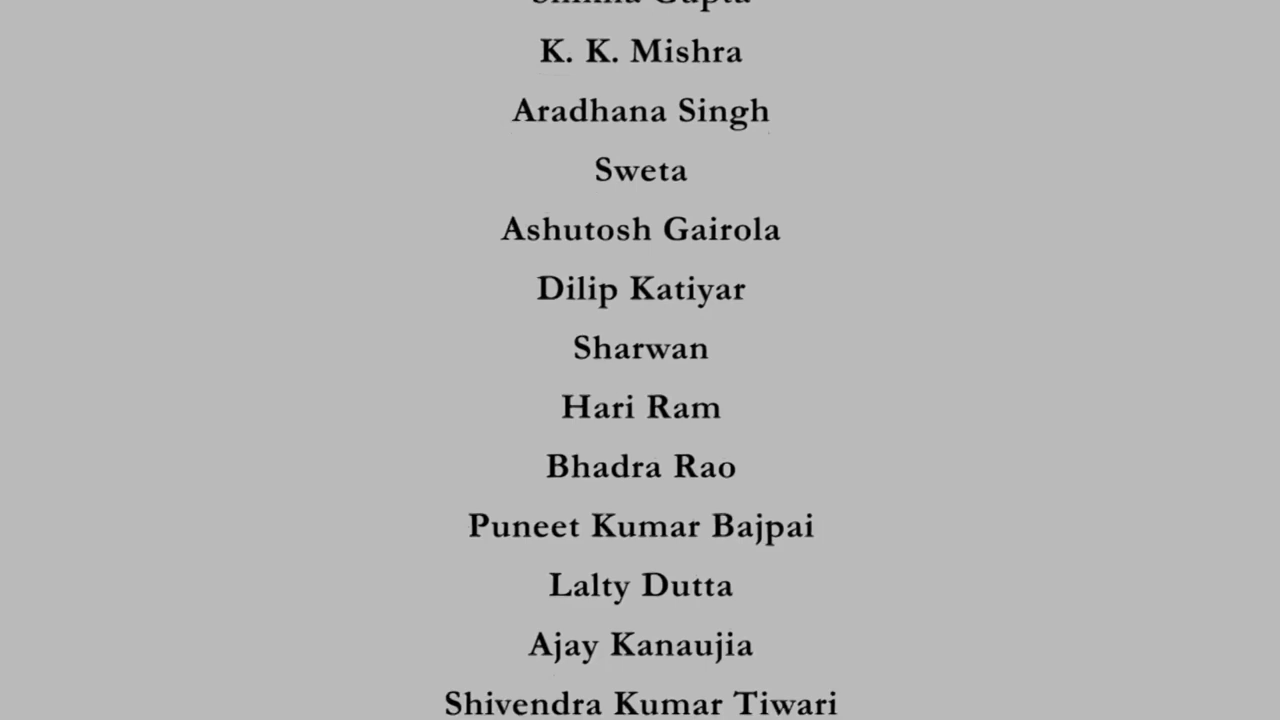 Gupta
K. K. Mishra
Aradhana Singh
Sweta
Ashutosh Gairola
Dilip Katiyar
Sharwan
Hari Ram
Bhadra Rao
Puneet Kumar Bajpai
Lalty Dutta
Ajay Kanaujia
Shivendra Kumar Tiwari